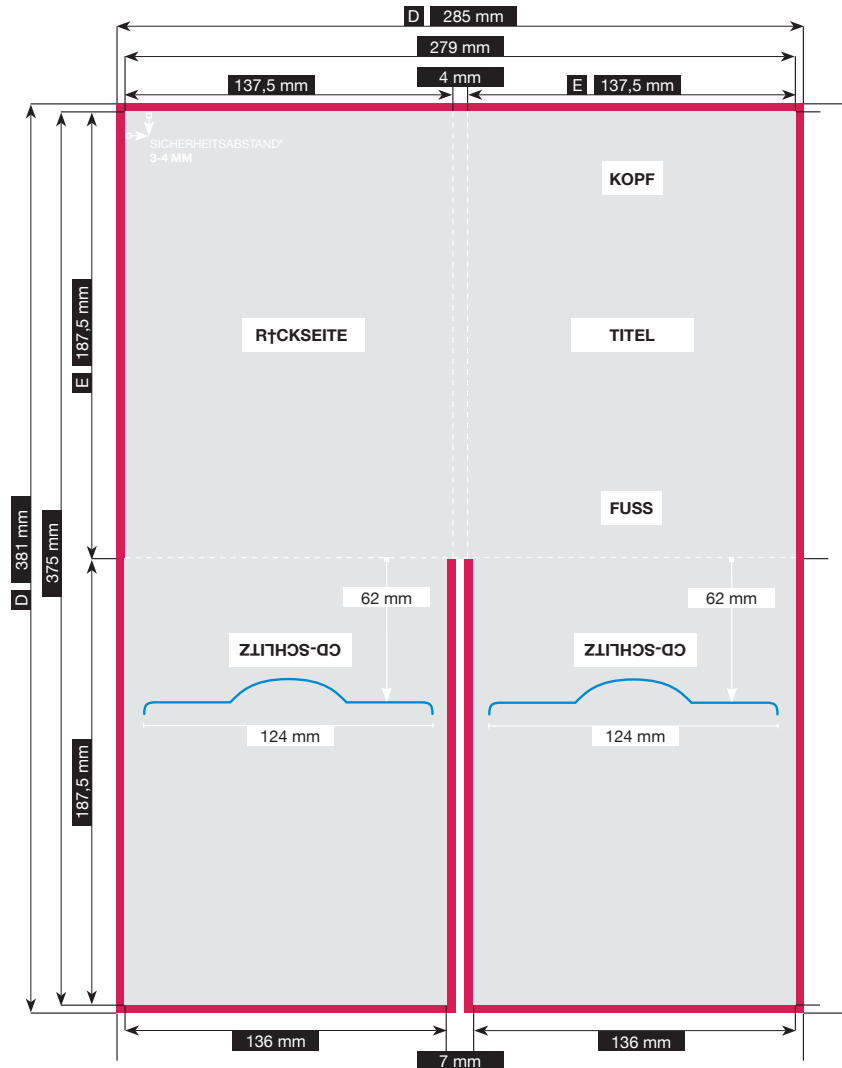 D 285 mm
279 mm
4 mm
137,5 mm
E 137,5 mm
SICHERHEITSABSTAND*
3-4 MM
KOPF
E 187,5 mm
R†CKSEITE
TITEL
FUSS
D 381 mm
375 mm
62 mm
62 mm
CD-SCHLITZ
CD-SCHLITZ
124 mm
124 mm
187,5 mm
136 mm
136 mm
7 mm